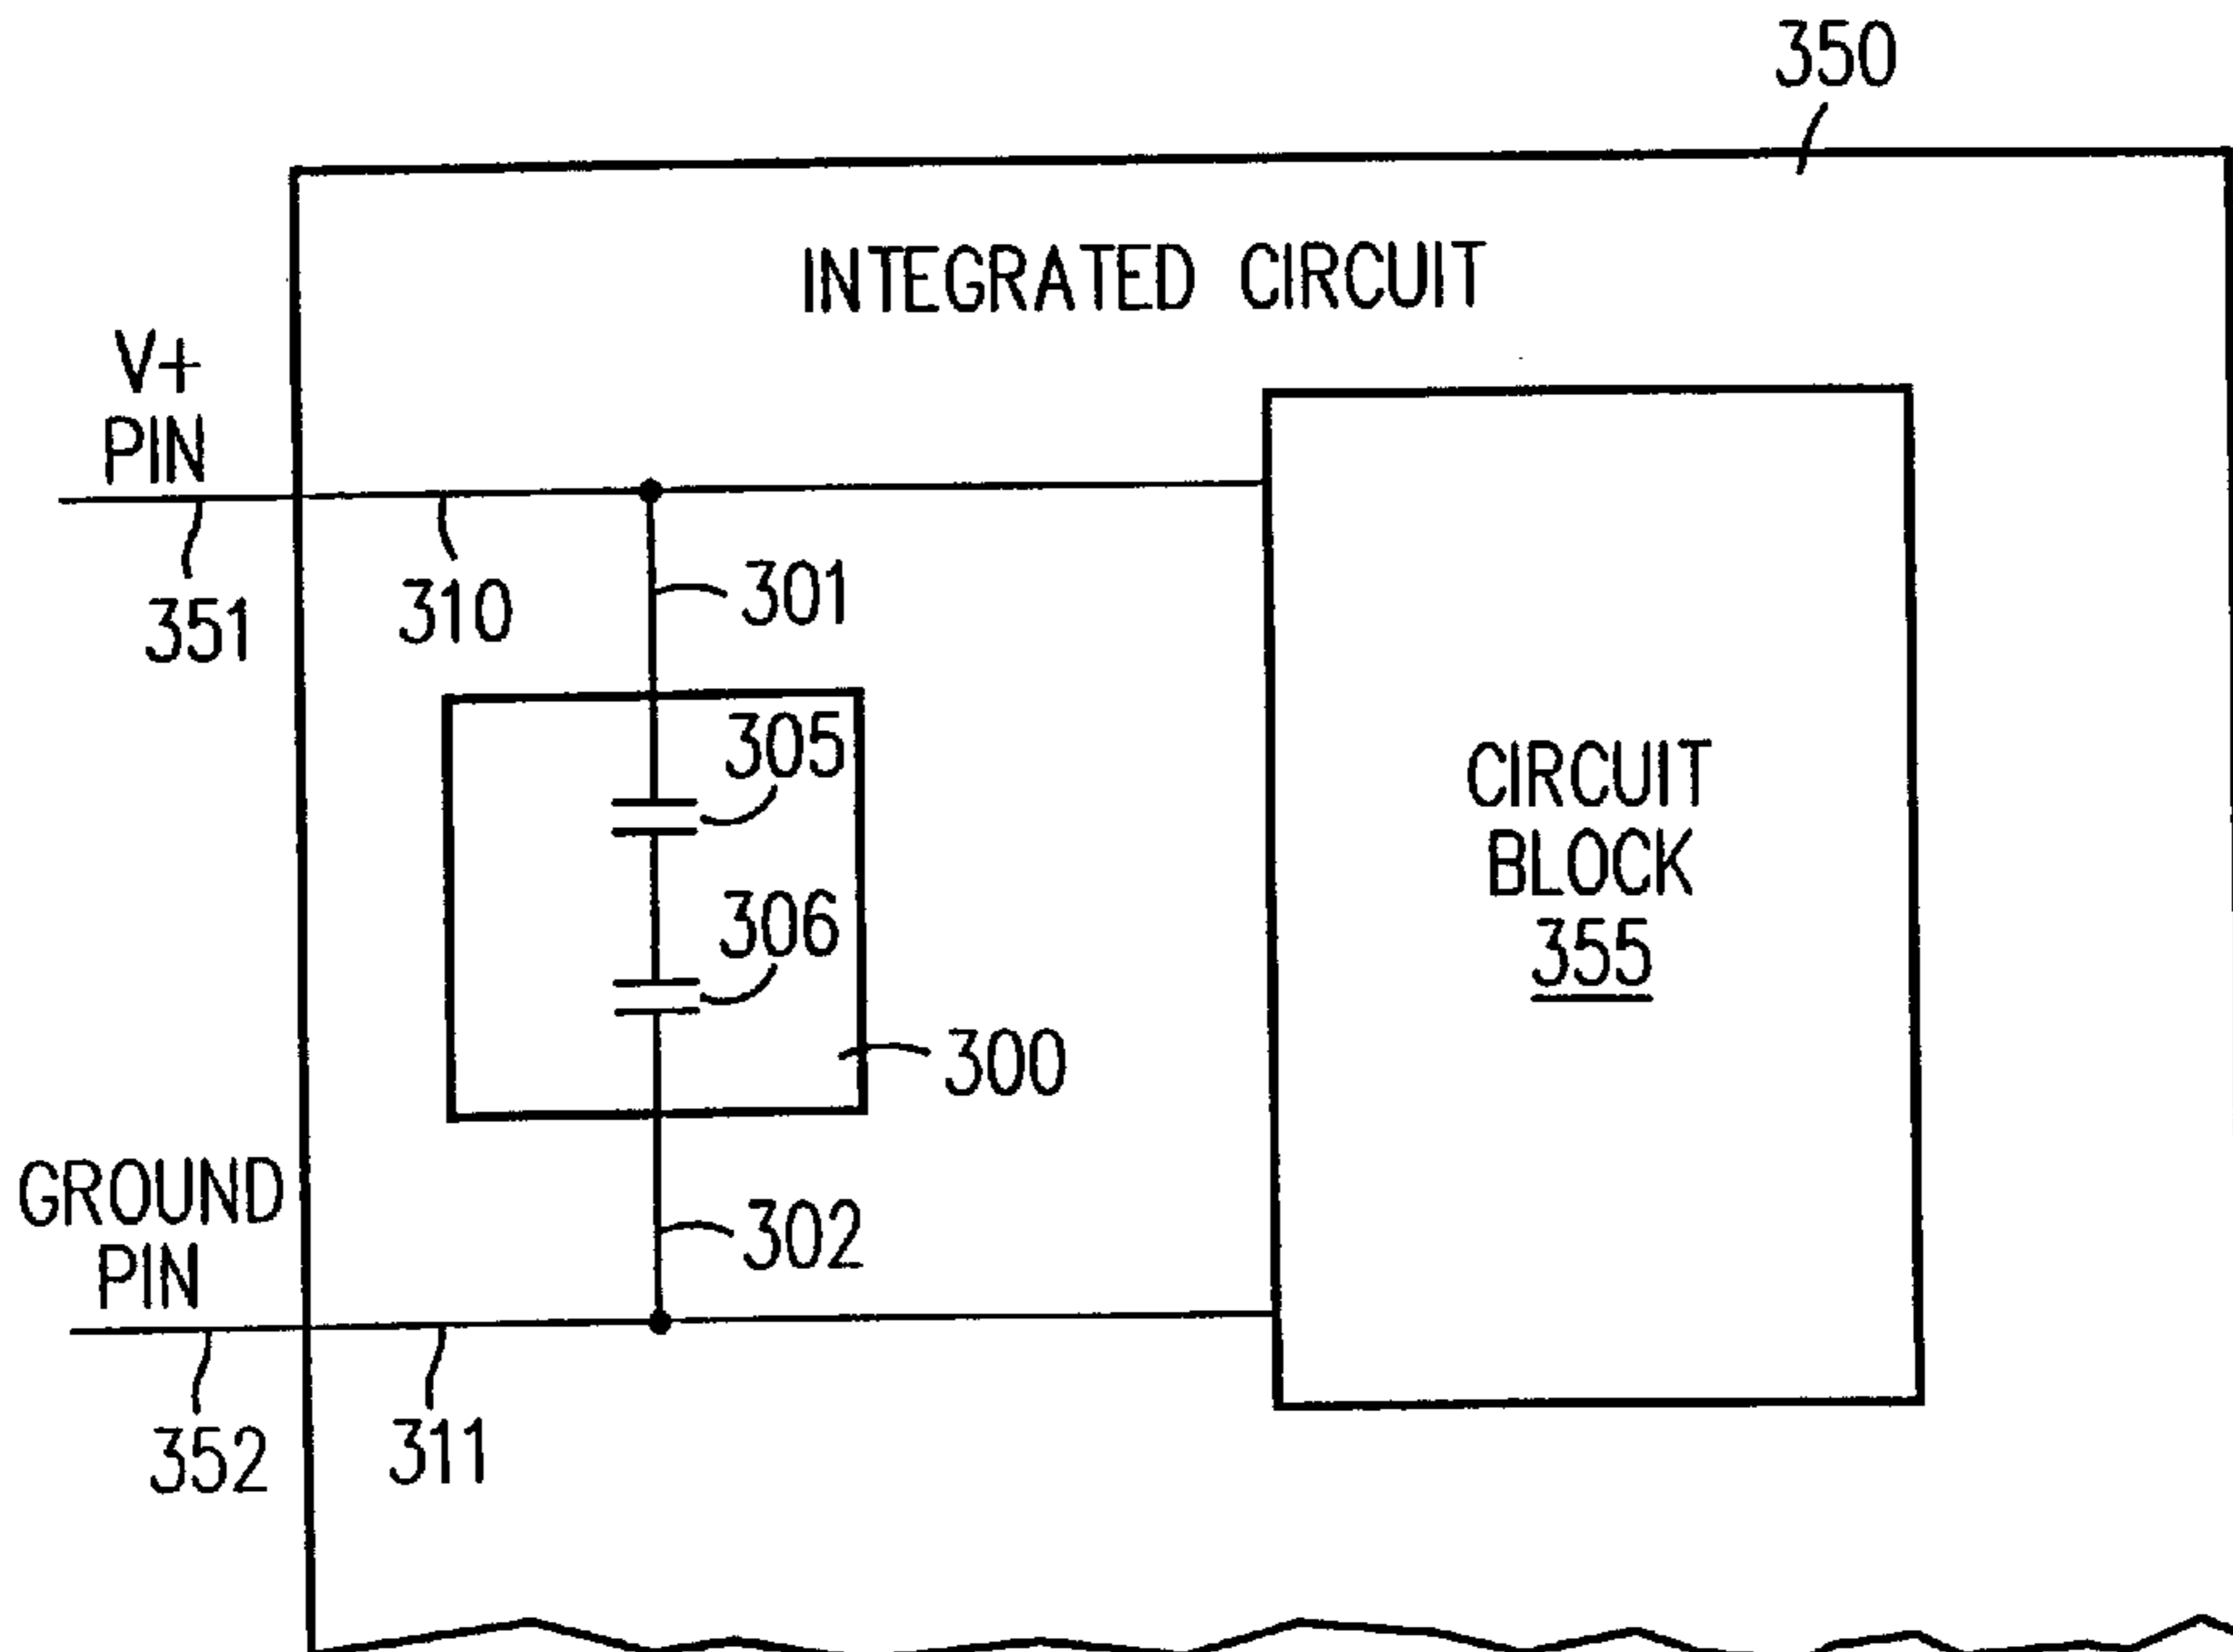 350
INTEGRATED CIRCUIT
V+
PIN
351
310
301
305
306
300
CIRCUIT
BLOCK
355
GROUND
PIN
302
352
311